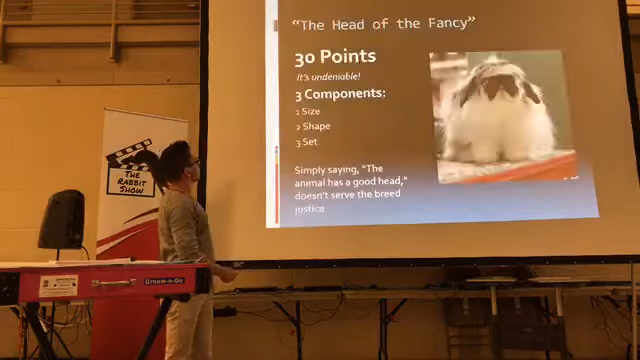 “The Head of the Fancy”
30 Points
It's undeniable!
3 Components:
1 Size
2 Shape
3 Set
Simply saying, “The
animal has a good head,”
doesn't serve the breed
justice
THE
RABBIT
SHOW
Groom-n-Go